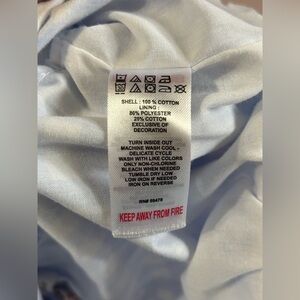 SHELL : 100 % COTTON
LINING :
80% POLYESTER
20% COTTON
EXCLUSIVE OF
DECORATION
TURN INSIDE OUT
MACHINE WASH COOL -
DELICATE CYCLE
WASH WITH LIKE COLORS
ONLY NON-CHLORINE
BLEACH WHEN NEEDED
TUMBLE DRY LOW
LOW IRON IF NEEDED
IRON ON REVERSE
KEEP AWAY FROM FIRE